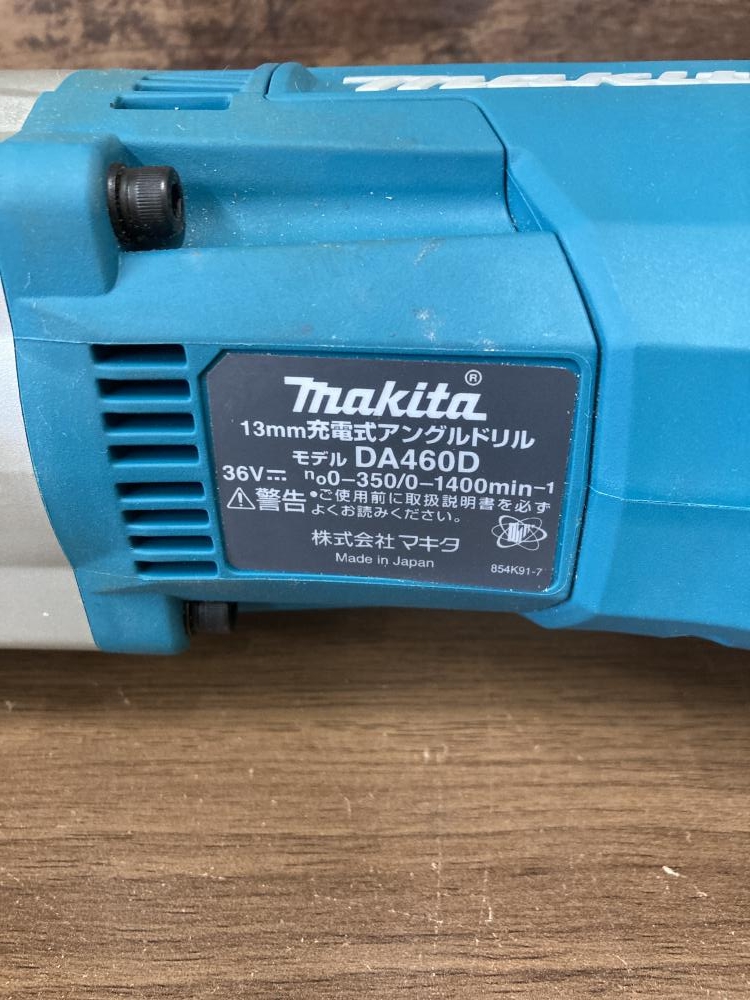 makita
makita®
13mm充電式アングルドリル
モデル DA460D
36V⎓ n₀0-350/0-1400min⁻¹
⚠警告 •ご使用前に取扱説明書を必ず
よくお読みください。
株式会社マキタ
Made in Japan
854K91-7